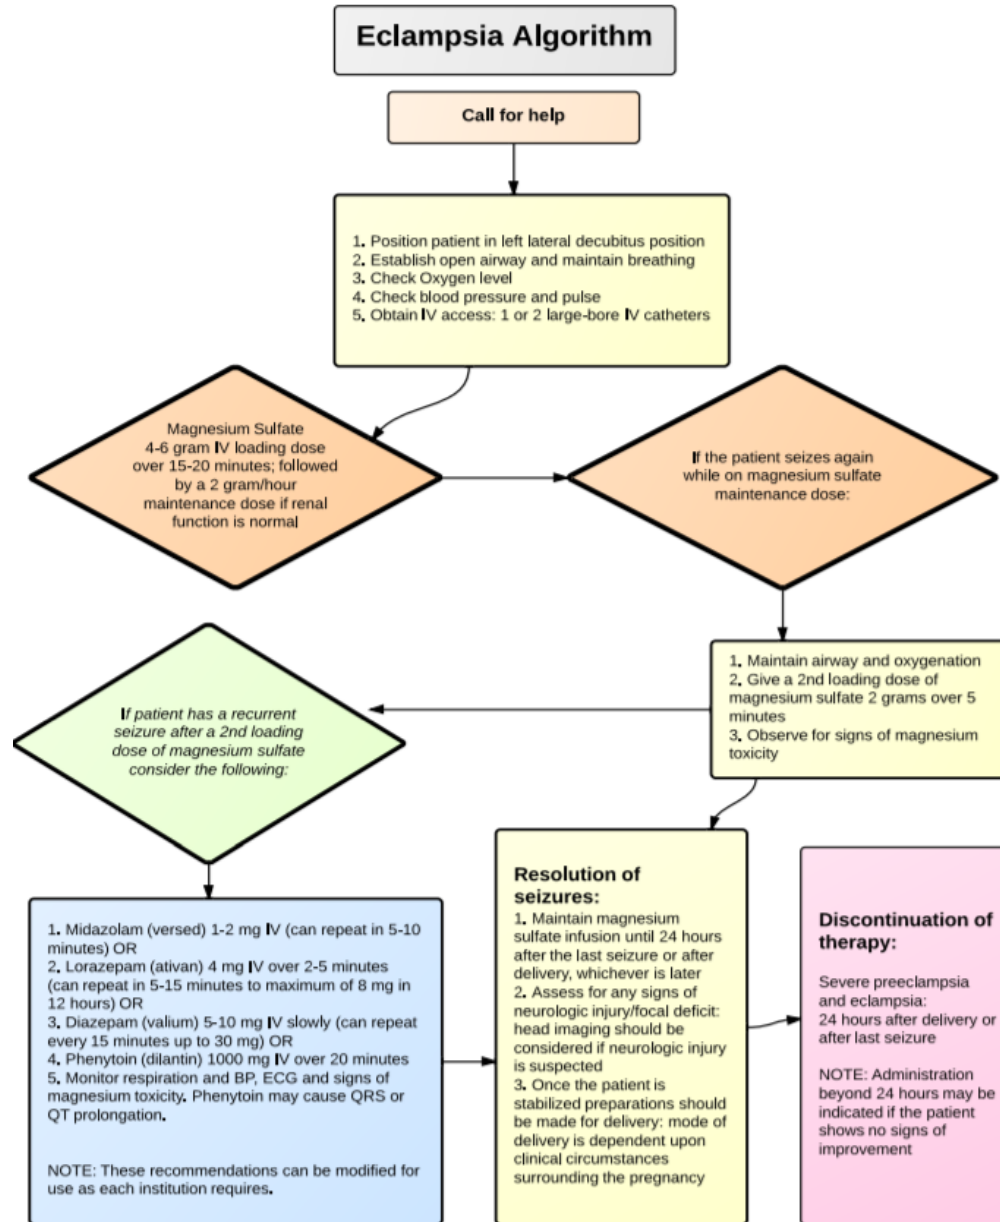 Eclampsia Algorithm
Call for help
1. Position patient in left lateral decubitus position
2. Establish open airway and maintain breathing
3. Check Oxygen level
4. Check blood pressure and pulse
5. Obtain IV access: 1 or 2 large-bore IV catheters
Magnesium Sulfate
4-6 gram IV loading dose
over 15-20 minutes; followed
by a 2 gram/hour
maintenance dose if renal
function is normal
If the patient seizes again
while on magnesium sulfate
maintenance dose:
1. Maintain airway and oxygenation
2. Give a 2nd loading dose of
magnesium sulfate 2 grams over 5
minutes
3. Observe for signs of magnesium
toxicity
If patient has a recurrent
seizure after a 2nd loading
dose of magnesium sulfate
consider the following:
1. Midazolam (versed) 1-2 mg IV (can repeat in 5-10
minutes) OR
2. Lorazepam (ativan) 4 mg IV over 2-5 minutes
(can repeat in 5-15 minutes to maximum of 8 mg in
12 hours) OR
3. Diazepam (valium) 5-10 mg IV slowly (can repeat
every 15 minutes up to 30 mg) OR
4. Phenytoin (dilantin) 1000 mg IV over 20 minutes
5. Monitor respiration and BP, ECG and signs of
magnesium toxicity. Phenytoin may cause QRS or
QT prolongation.
NOTE: These recommendations can be modified for
use as each institution requires.
Resolution of
seizures:
1. Maintain magnesium
sulfate infusion until 24 hours
after the last seizure or after
delivery, whichever is later
2. Assess for any signs of
neurologic injury/focal deficit:
head imaging should be
considered if neurologic injury
is suspected
3. Once the patient is
stabilized preparations should
be made for delivery: mode of
delivery is dependent upon
clinical circumstances
surrounding the pregnancy
Discontinuation of
therapy:
Severe preeclampsia
and eclampsia:
24 hours after delivery or
after last seizure
NOTE: Administration
beyond 24 hours may be
indicated if the patient
shows no signs of
improvement